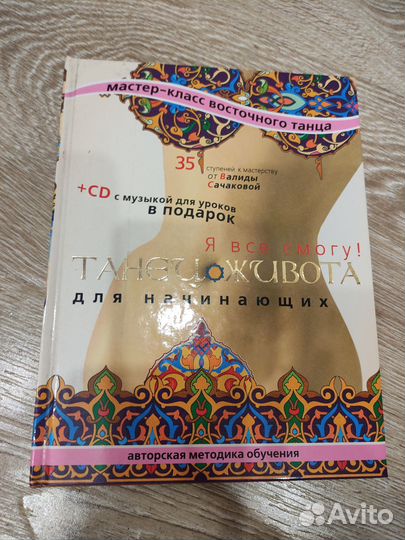 мастер-класс восточного танца
35 ступеней к мастерству
от Валиды
Сачаковой
+CD с музыкой для уроков
в подарок
Я все смогу!
ТАНЕЦ ЖИВОТА
для начинающих
авторская методика обучения
Avito